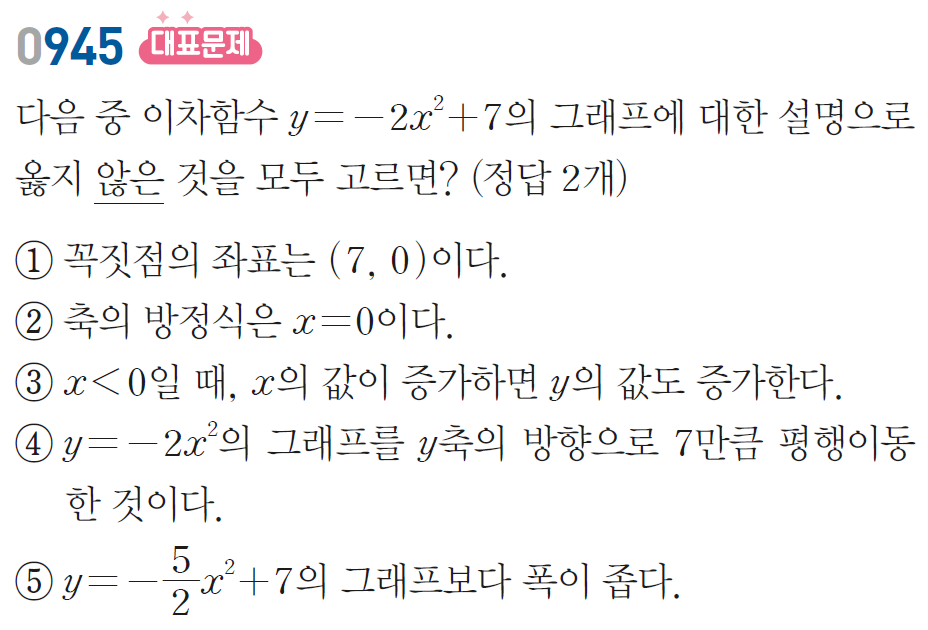 0945 대표문제
다음 중 이차함수 y=-2x²+7의 그래프에 대한 설명으로
옳지 않은 것을 모두 고르면? (정답 2개)
① 꼭짓점의 좌표는 (7, 0)이다.
② 축의 방정식은 x=0이다.
③ x<0일 때, x의 값이 증가하면 y의 값도 증가한다.
④ y=-2x²의 그래프를 y축의 방향으로 7만큼 평행이동
한 것이다.
⑤ y=-5/2x²+7의 그래프보다 폭이 좁다.